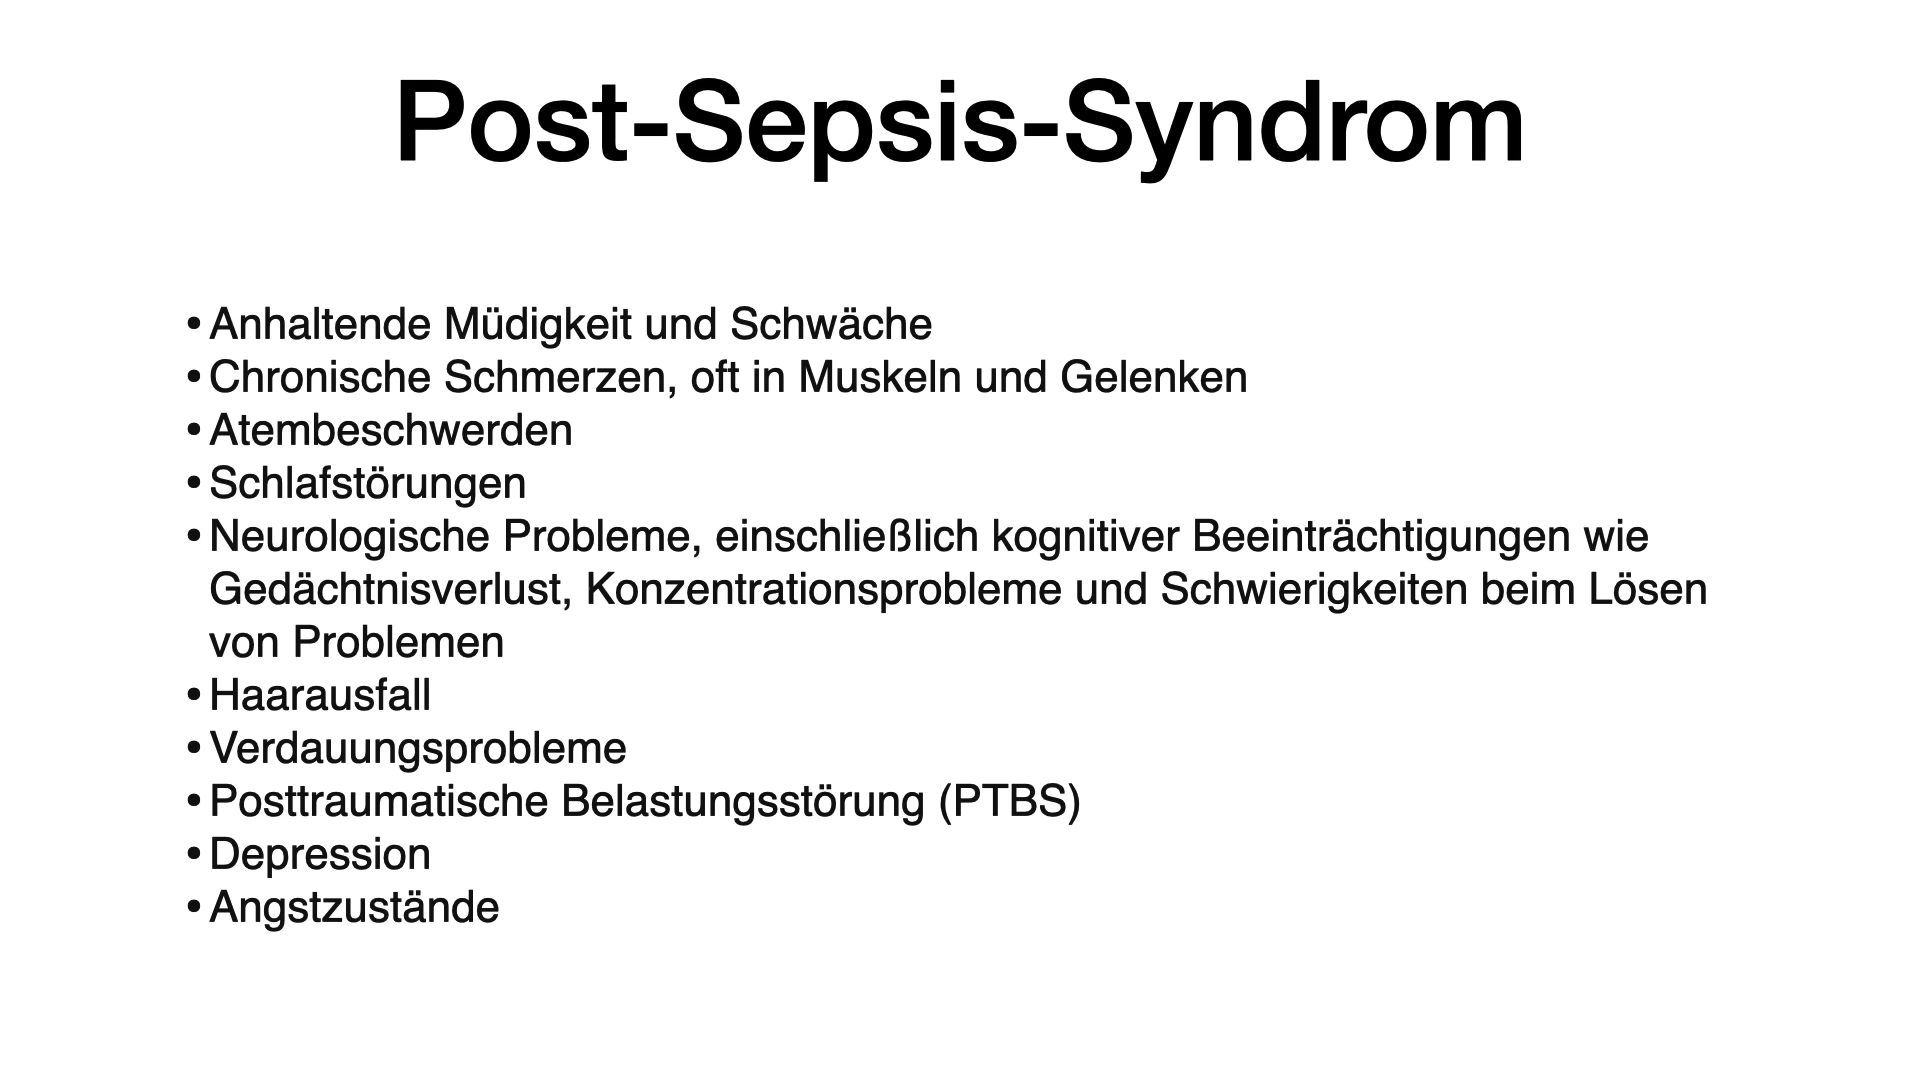 Post-Sepsis-Syndrom
• Anhaltende Müdigkeit und Schwäche
• Chronische Schmerzen, oft in Muskeln und Gelenken
• Atembeschwerden
• Schlafstörungen
• Neurologische Probleme, einschließlich kognitiver Beeinträchtigungen wie
Gedächtnisverlust, Konzentrationsprobleme und Schwierigkeiten beim Lösen
von Problemen
• Haarausfall
• Verdauungsprobleme
• Posttraumatische Belastungsstörung (PTBS)
• Depression
• Angstzustände